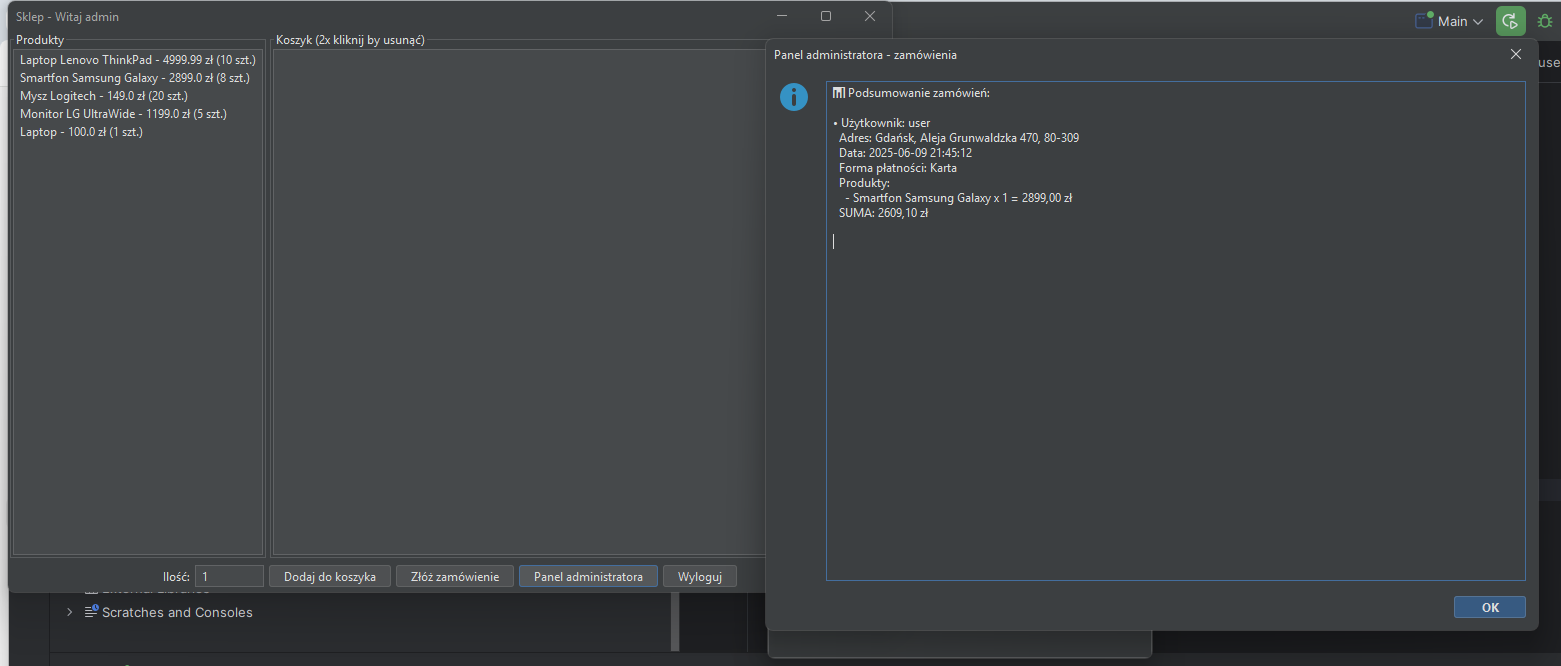 Sklep - Witaj admin
Produkty
Laptop Lenovo ThinkPad - 4999.99 zł (10 szt.)
Smartfon Samsung Galaxy - 2899.0 zł (8 szt.)
Mysz Logitech - 149.0 zł (20 szt.)
Monitor LG UltraWide - 1199.0 zł (5 szt.)
Laptop - 100.0 zł (1 szt.)
Koszyk (2x kliknij by usunąć)
Ilość: 1
Dodaj do koszyka
Złóż zamówienie
Panel administratora
Wyloguj
Scratches and Consoles
Main
use
Panel administratora - zamówienia
Podsumowanie zamówień:
• Użytkownik: user
Adres: Gdańsk, Aleja Grunwaldzka 470, 80-309
Data: 2025-06-09 21:45:12
Forma płatności: Karta
Produkty:
- Smartfon Samsung Galaxy x 1 = 2899,00 zł
SUMA: 2609,10 zł
OK